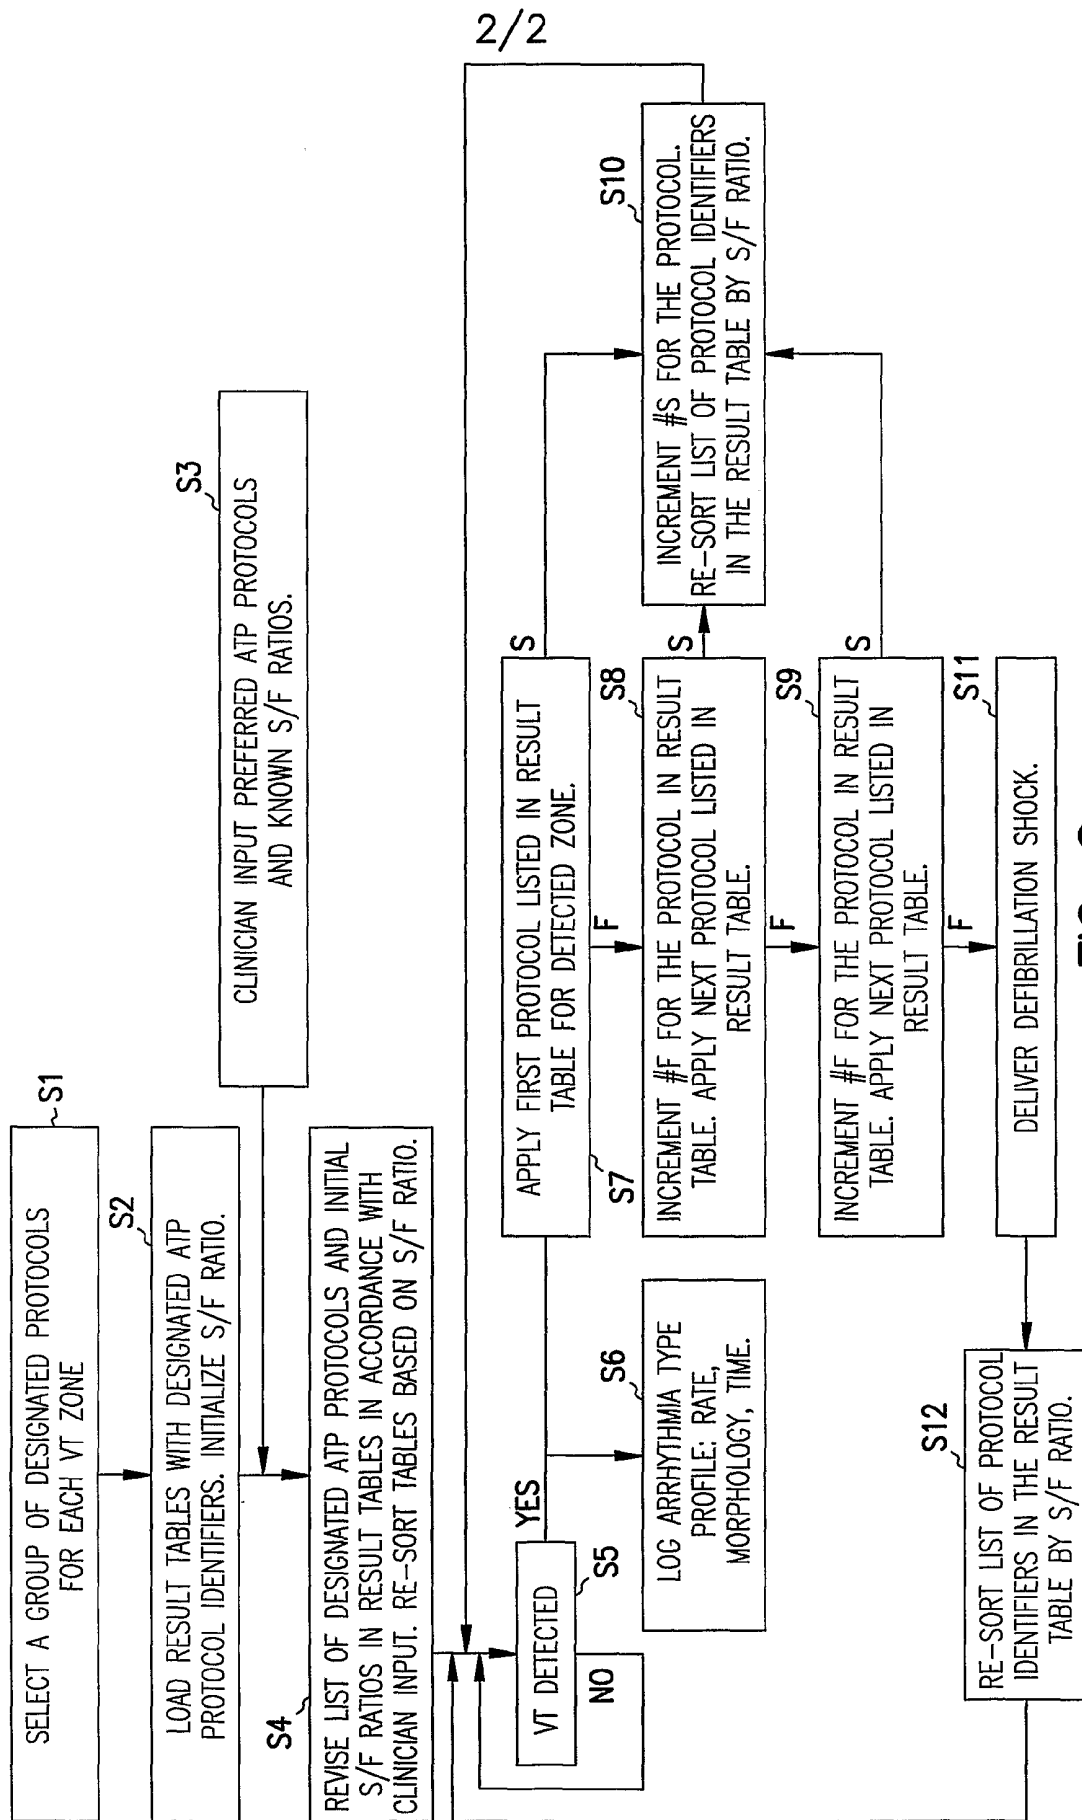 2/2
S1
SELECT A GROUP OF DESIGNATED PROTOCOLS
FOR EACH VT ZONE
S2
LOAD RESULT TABLES WITH DESIGNATED ATP
PROTOCOL IDENTIFIERS. INITIALIZE S/F RATIO.
S3
CLINICIAN INPUT PREFERRED ATP PROTOCOLS
AND KNOWN S/F RATIOS.
S4
REVISE LIST OF DESIGNATED ATP PROTOCOLS AND INITIAL
S/F RATIOS IN RESULT TABLES IN ACCORDANCE WITH
CLINICIAN INPUT. RE-SORT TABLES BASED ON S/F RATIO.
VT DETECTED
S5
YES
NO
S6
LOG ARRHYTHMIA TYPE
PROFILE: RATE,
MORPHOLOGY, TIME.
S7
APPLY FIRST PROTOCOL LISTED IN RESULT
TABLE FOR DETECTED ZONE.
S
F
S8
INCREMENT #F FOR THE PROTOCOL IN RESULT
TABLE. APPLY NEXT PROTOCOL LISTED IN
RESULT TABLE.
S
F
S9
INCREMENT #F FOR THE PROTOCOL IN RESULT
TABLE. APPLY NEXT PROTOCOL LISTED IN
RESULT TABLE.
S
F
S10
INCREMENT #S FOR THE PROTOCOL.
RE-SORT LIST OF PROTOCOL IDENTIFIERS
IN THE RESULT TABLE BY S/F RATIO.
S11
DELIVER DEFIBRILLATION SHOCK.
S12
RE-SORT LIST OF PROTOCOL
IDENTIFIERS IN THE RESULT
TABLE BY S/F RATIO.